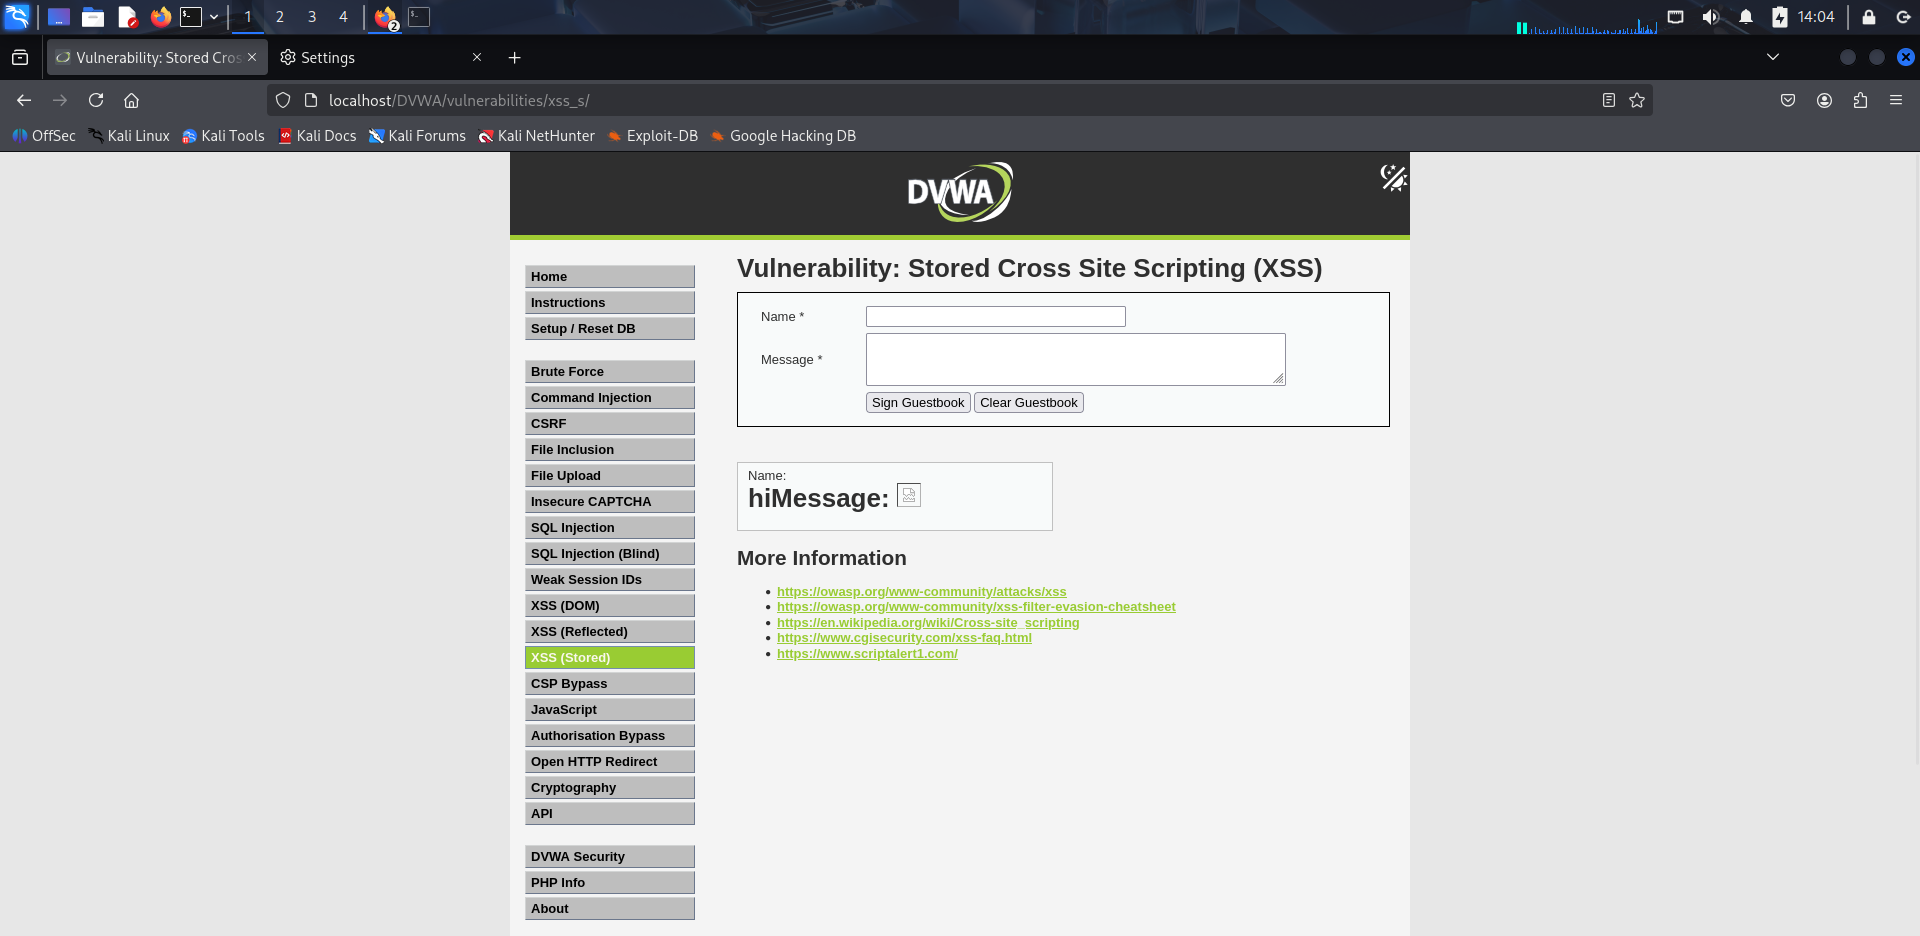 1 2 3 4 2 14:04
Vulnerability: Stored Cros Settings
localhost/DVWA/vulnerabilities/xss_s/
OffSec Kali Linux Kali Tools Kali Docs Kali Forums Kali NetHunter Exploit-DB Google Hacking DB
DVWA
Home
Instructions
Setup / Reset DB
Brute Force
Command Injection
CSRF
File Inclusion
File Upload
Insecure CAPTCHA
SQL Injection
SQL Injection (Blind)
Weak Session IDs
XSS (DOM)
XSS (Reflected)
XSS (Stored)
CSP Bypass
JavaScript
Authorisation Bypass
Open HTTP Redirect
Cryptography
API
DVWA Security
PHP Info
About
Vulnerability: Stored Cross Site Scripting (XSS)
Name *
Message *
Sign Guestbook Clear Guestbook
Name:
hiMessage:
More Information
https://owasp.org/www-community/attacks/xss
https://owasp.org/www-community/xss-filter-evasion-cheatsheet
https://en.wikipedia.org/wiki/Cross-site_scripting
https://www.cgisecurity.com/xss-faq.html
https://www.scriptalert1.com/